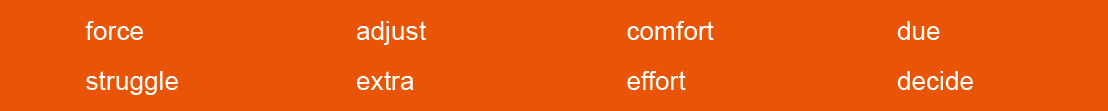 force adjust comfort due
struggle extra effort decide